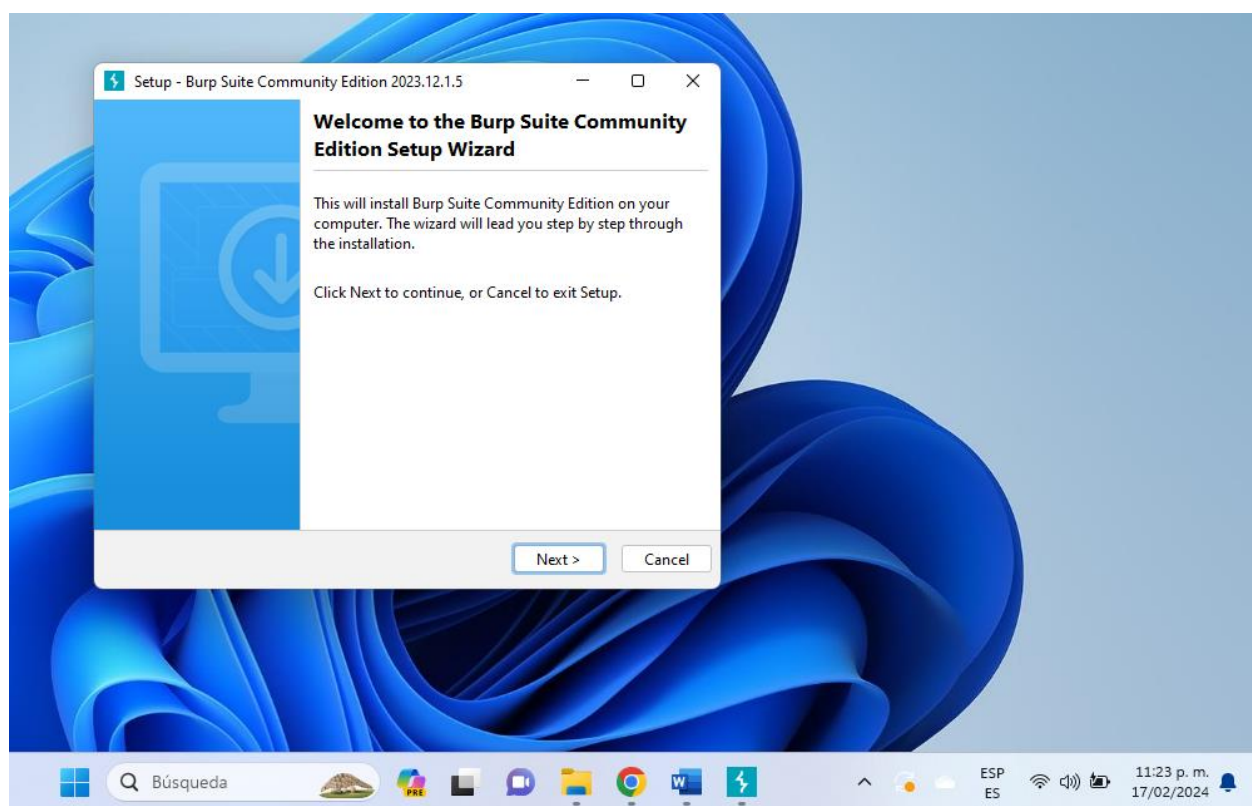 Setup - Burp Suite Community Edition 2023.12.1.5
Welcome to the Burp Suite Community
Edition Setup Wizard
This will install Burp Suite Community Edition on your
computer. The wizard will lead you step by step through
the installation.
Click Next to continue, or Cancel to exit Setup.
Next >
Cancel
Búsqueda
PRE
W
ESP
ES
11:23 p. m.
17/02/2024